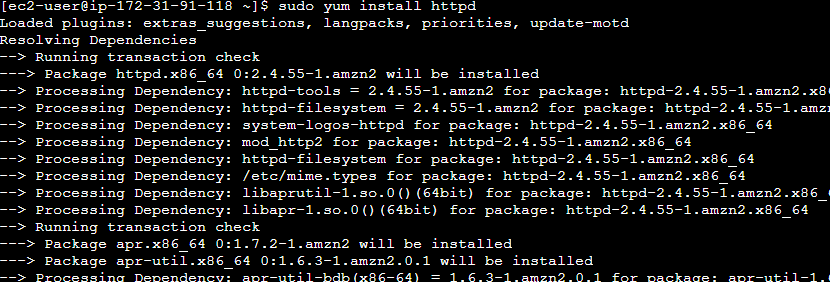 [ec2-user@ip-172-31-91-118 ~]$ sudo yum install httpd
Loaded plugins: extras_suggestions, langpacks, priorities, update-motd
Resolving Dependencies
--> Running transaction check
---> Package httpd.x86_64 0:2.4.55-1.amzn2 will be installed
--> Processing Dependency: httpd-tools = 2.4.55-1.amzn2 for package: httpd-2.4.55-1.amzn2.x86
--> Processing Dependency: httpd-filesystem = 2.4.55-1.amzn2 for package: httpd-2.4.55-1.amzn
--> Processing Dependency: system-logos-httpd for package: httpd-2.4.55-1.amzn2.x86_64
--> Processing Dependency: mod_http2 for package: httpd-2.4.55-1.amzn2.x86_64
--> Processing Dependency: httpd-filesystem for package: httpd-2.4.55-1.amzn2.x86_64
--> Processing Dependency: /etc/mime.types for package: httpd-2.4.55-1.amzn2.x86_64
--> Processing Dependency: libaprutil-1.so.0()(64bit) for package: httpd-2.4.55-1.amzn2.x86_64
--> Processing Dependency: libapr-1.so.0()(64bit) for package: httpd-2.4.55-1.amzn2.x86_64
--> Running transaction check
---> Package apr.x86_64 0:1.7.2-1.amzn2 will be installed
---> Package apr-util.x86_64 0:1.6.3-1.amzn2.0.1 will be installed
--> Processing Dependency: apr-util-bdb(x86-64) = 1.6.3-1.amzn2.0.1 for package: apr-util-1.